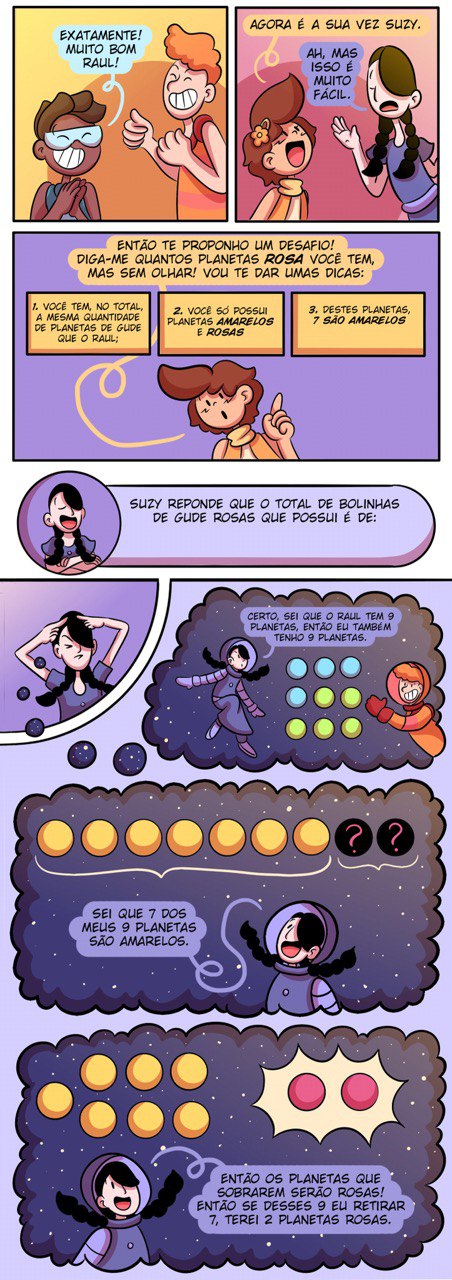 EXATAMENTE!
MUITO BOM
RAUL!
AGORA É A SUA VEZ SUZY.
AH, MAS
ISSO É
MUITO
FÁCIL.
ENTÃO TE PROPONHO UM DESAFIO!
DIGA-ME QUANTOS PLANETAS ROSA VOCÊ TEM,
MAS SEM OLHAR! VOU TE DAR UMAS DICAS:
1. VOCÊ TEM, NO TOTAL,
A MESMA QUANTIDADE
DE PLANETAS DE GUDE
QUE O RAUL;
2. VOCÊ SÓ POSSUI
PLANETAS AMARELOS
E ROSAS
3. DESTES PLANETAS,
7 SÃO AMARELOS
SUZY REPONDE QUE O TOTAL DE BOLINHAS
DE GUDE ROSAS QUE POSSUI É DE:
CERTO, SEI QUE O RAUL TEM 9
PLANETAS, ENTÃO EU TAMBÉM
TENHO 9 PLANETAS.
? ?
SEI QUE 7 DOS
MEUS 9 PLANETAS
SÃO AMARELOS.
ENTÃO OS PLANETAS QUE
SOBRAREM SERÃO ROSAS!
ENTÃO SE DESSES 9 EU RETIRAR
7, TEREI 2 PLANETAS ROSAS.